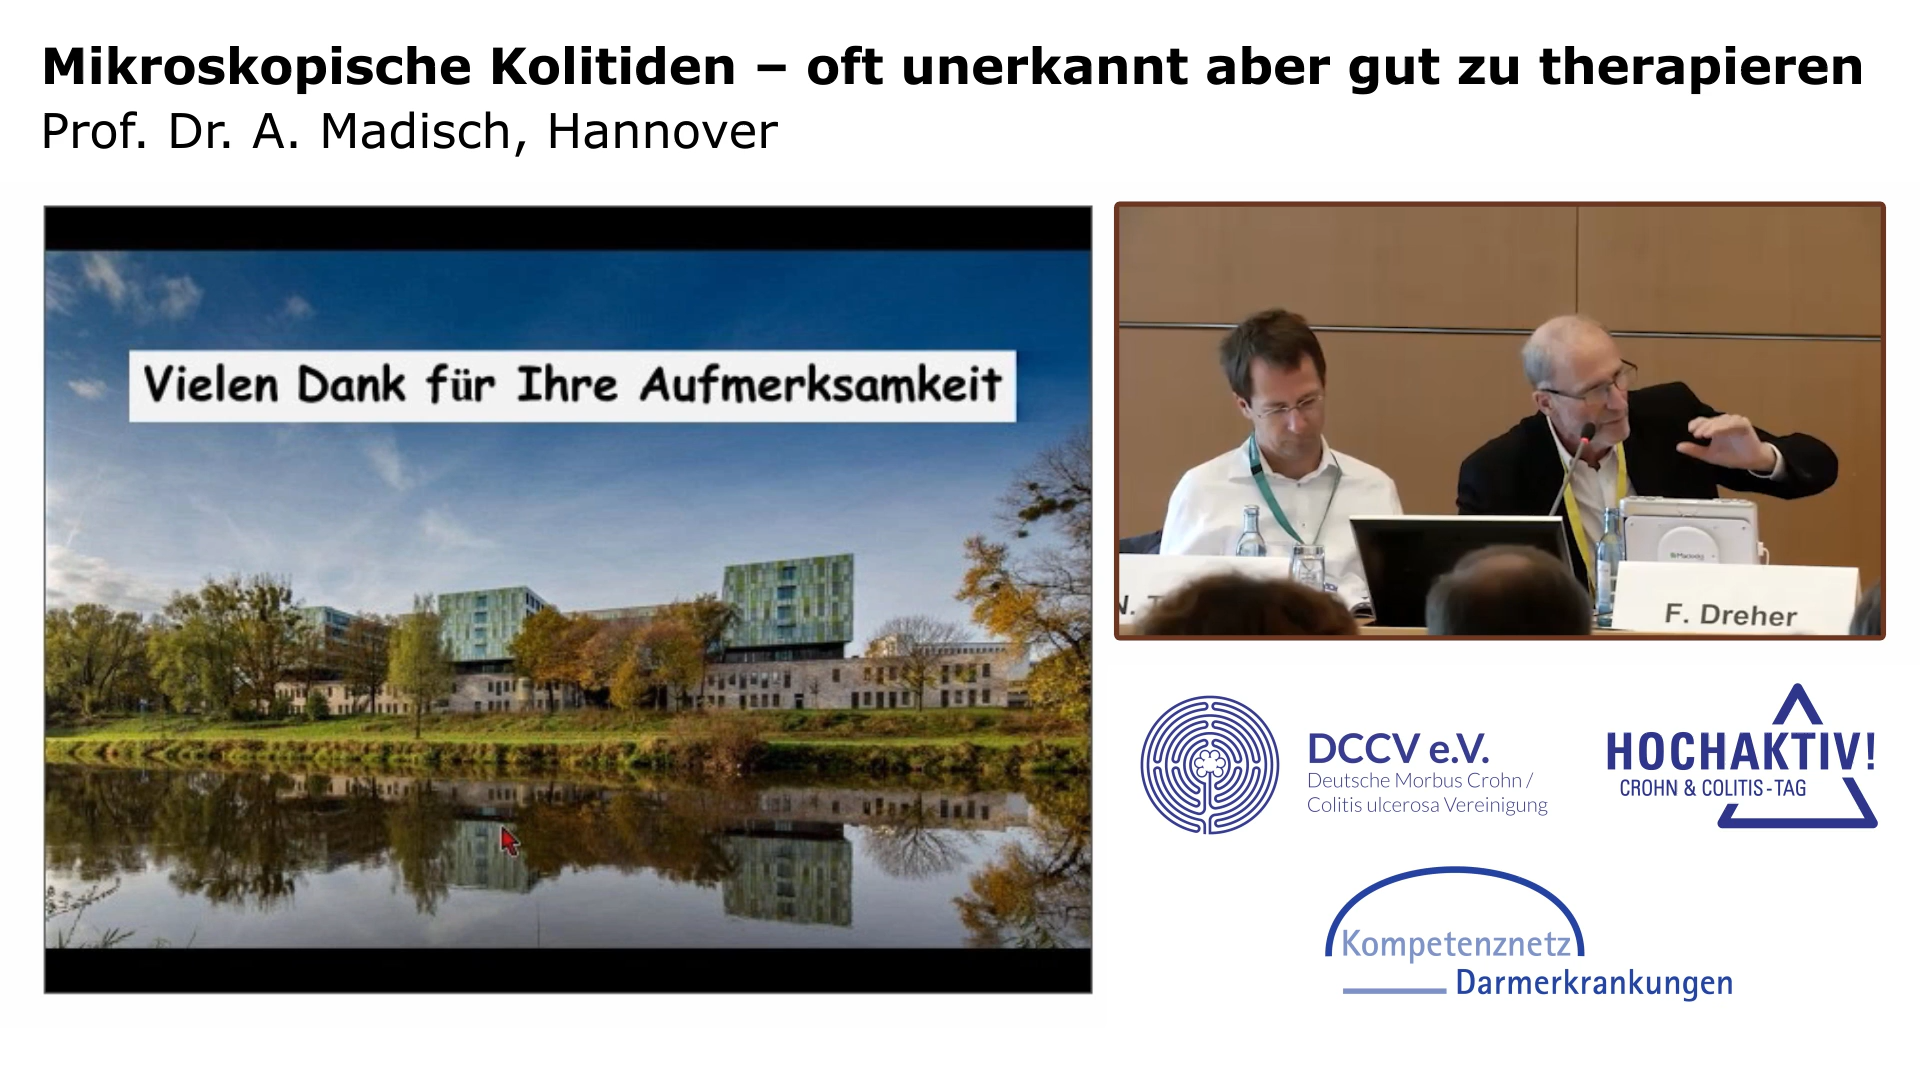 Mikroskopische Kolitiden – oft unerkannt aber gut zu therapieren
Prof. Dr. A. Madisch, Hannover
Vielen Dank für Ihre Aufmerksamkeit
F. Dreher
DCCV e.V.
Deutsche Morbus Crohn /
Colitis ulcerosa Vereinigung
HOCHAKTIV!
CROHN & COLITIS-TAG
Kompetenznetz
Darmerkrankungen